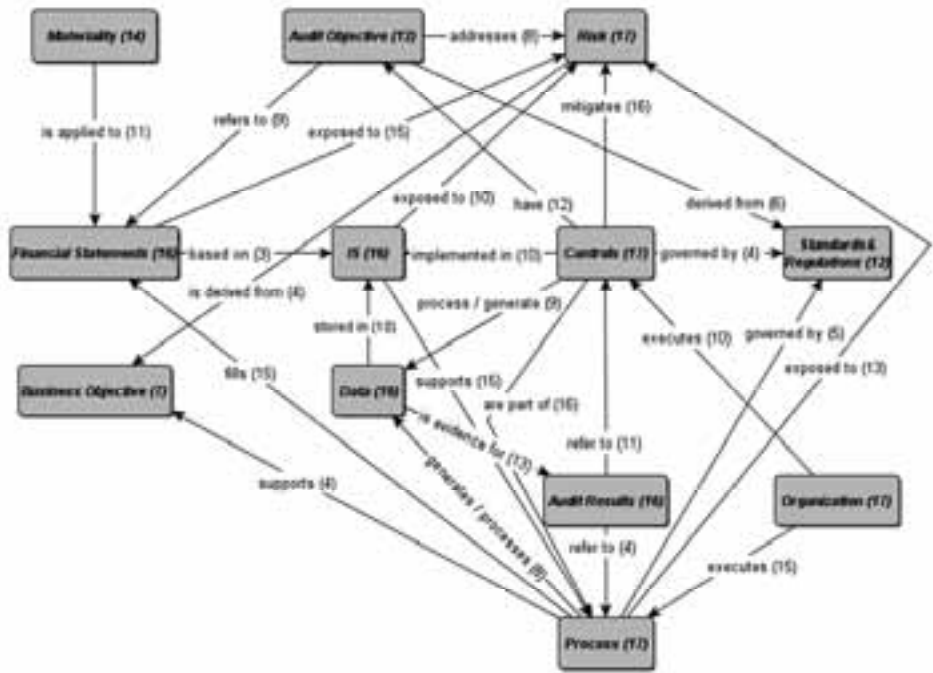 Materiality (14)
Audit Objective (13)
addresses (8)
Risk (17)
is applied to (11)
refers to (9)
exposed to (15)
mitigates (16)
exposed to (10)
have (12)
derived from (6)
Financial Statements (16)
based on (3)
IS (16)
implemented in (10)
Controls (17)
governed by (4)
Standards &
Regulations (13)
is derived from (4)
process / generate (9)
stored in (10)
executes (10)
governed by (5)
exposed to (13)
fills (15)
Business Objective (7)
Data (16)
supports (15)
are part of (16)
is evidence for (13)
refer to (11)
supports (4)
generates / processes (8)
Audit Results (16)
Organization (17)
refer to (4)
executes (15)
Process (17)